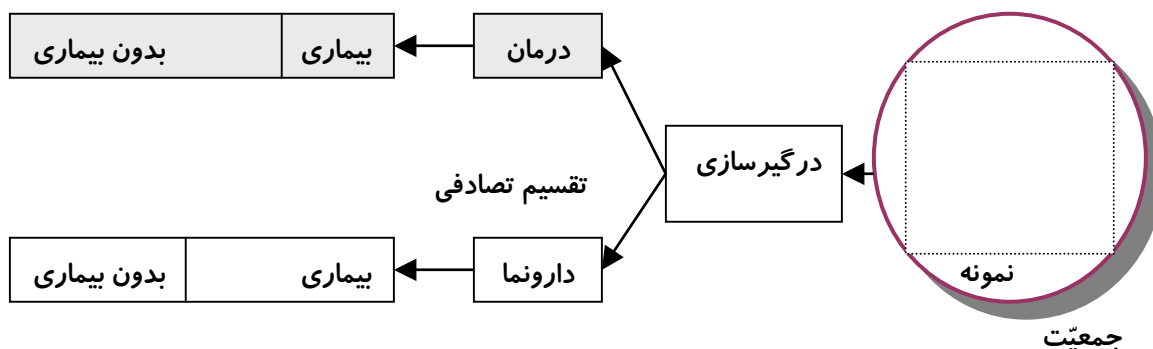 درمان
بیماری
بدون بیماری
درگیرسازی
تقسیم تصادفی
دارونما
بیماری
بدون بیماری
نمونه
جمعیّت